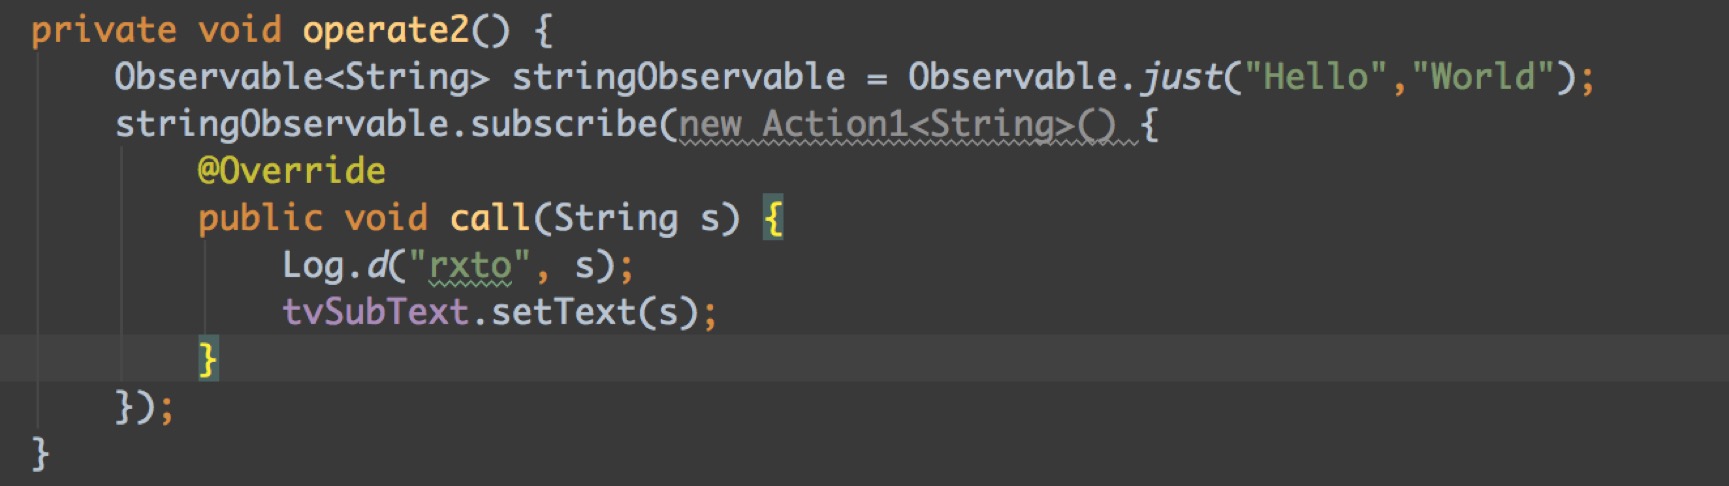 private void operate2() {
    Observable<String> stringObservable = Observable.just("Hello","World");
    stringObservable.subscribe(new Action1<String>() {
        @Override
        public void call(String s) {
            Log.d("rxto", s);
            tvSubText.setText(s);
        }
    });
}